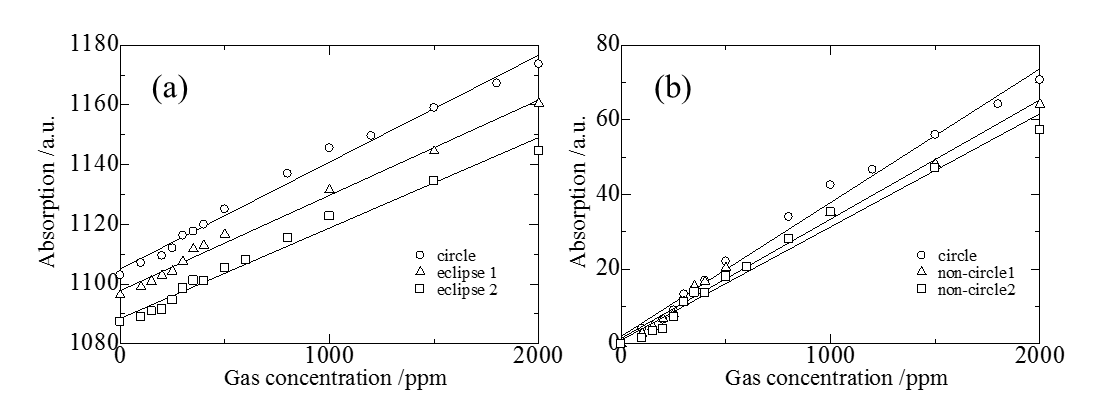 1180
1160
1140
1120
1100
1080
Absorption /a.u.
(a)
circle
eclipse 1
eclipse 2
0
1000
2000
Gas concentration /ppm
80
60
40
20
0
Absorption /a.u.
(b)
circle
non-circle1
non-circle2
0
1000
2000
Gas concentration /ppm